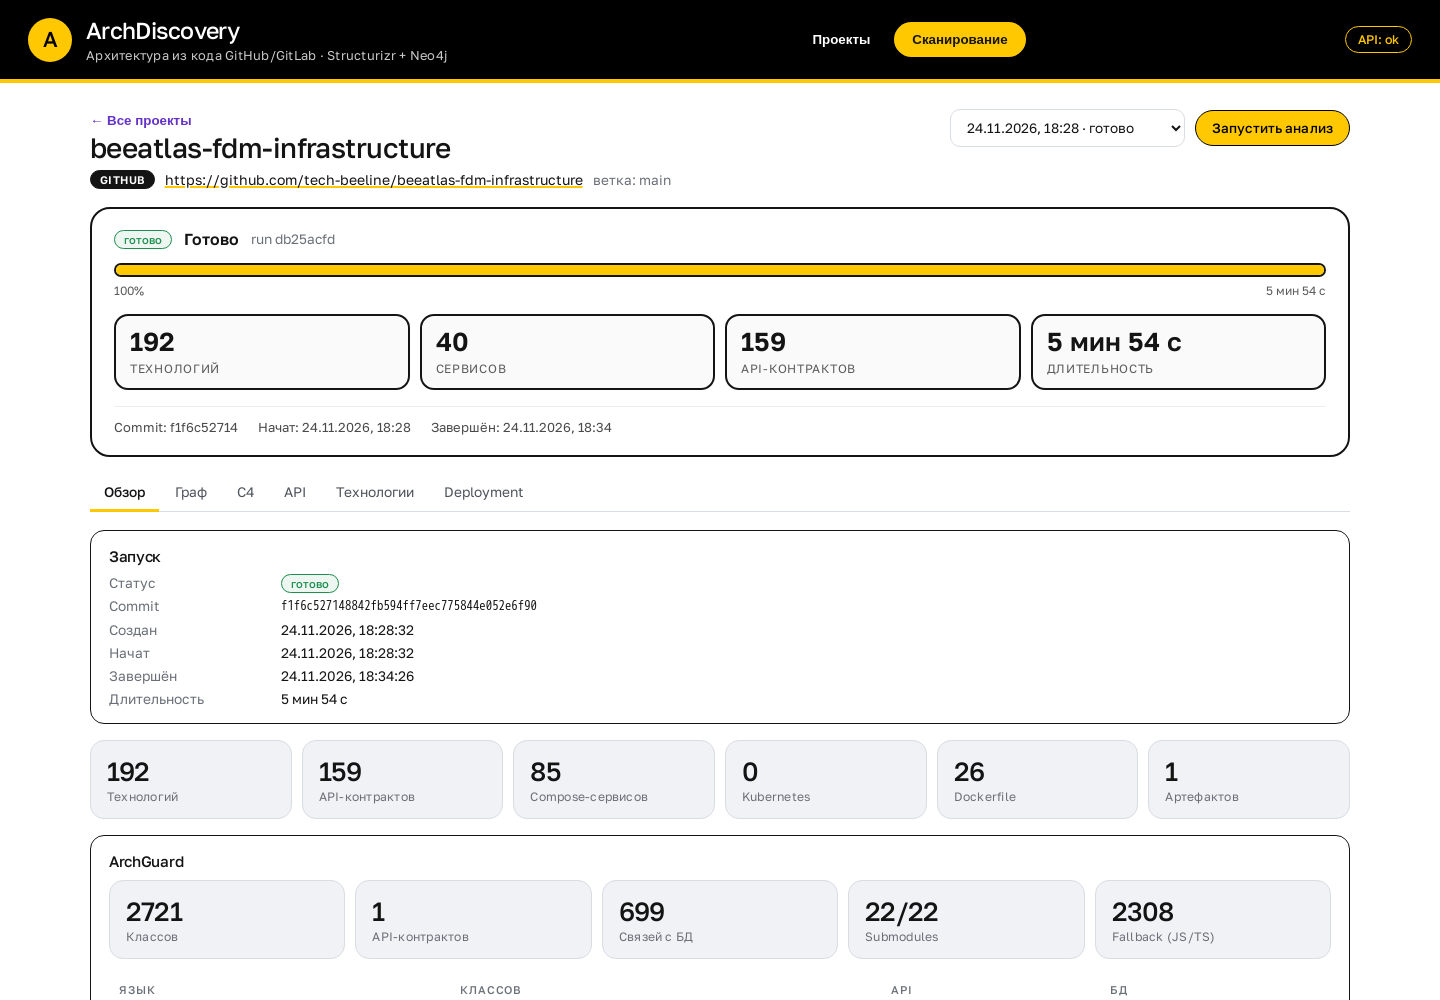 A
ArchDiscovery
Архитектура из кода GitHub/GitLab · Structurizr + Neo4j
Проекты
Сканирование
API: ok
← Все проекты
beeatlas-fdm-infrastructure
24.11.2026, 18:28 · готово
Запустить анализ
GITHUB https://github.com/tech-beeline/beeatlas-fdm-infrastructure ветка: main
готово Готово run db25acfd
100%
5 мин 54 с
192
ТЕХНОЛОГИЙ
40
СЕРВИСОВ
159
API-КОНТРАКТОВ
5 мин 54 с
ДЛИТЕЛЬНОСТЬ
Commit: f1f6c52714 Начат: 24.11.2026, 18:28 Завершён: 24.11.2026, 18:34
Обзор Граф C4 API Технологии Deployment
Запуск
Статус готово
Commit f1f6c527148842fb594ff7eec775844e052e6f90
Создан 24.11.2026, 18:28:32
Начат 24.11.2026, 18:28:32
Завершён 24.11.2026, 18:34:26
Длительность 5 мин 54 с
192
Технологий
159
API-контрактов
85
Compose-сервисов
0
Kubernetes
26
Dockerfile
1
Артефактов
ArchGuard
2721
Классов
1
API-контрактов
699
Связей с БД
22/22
Submodules
2308
Fallback (JS/TS)
ЯЗЫК КЛАССОВ API БД